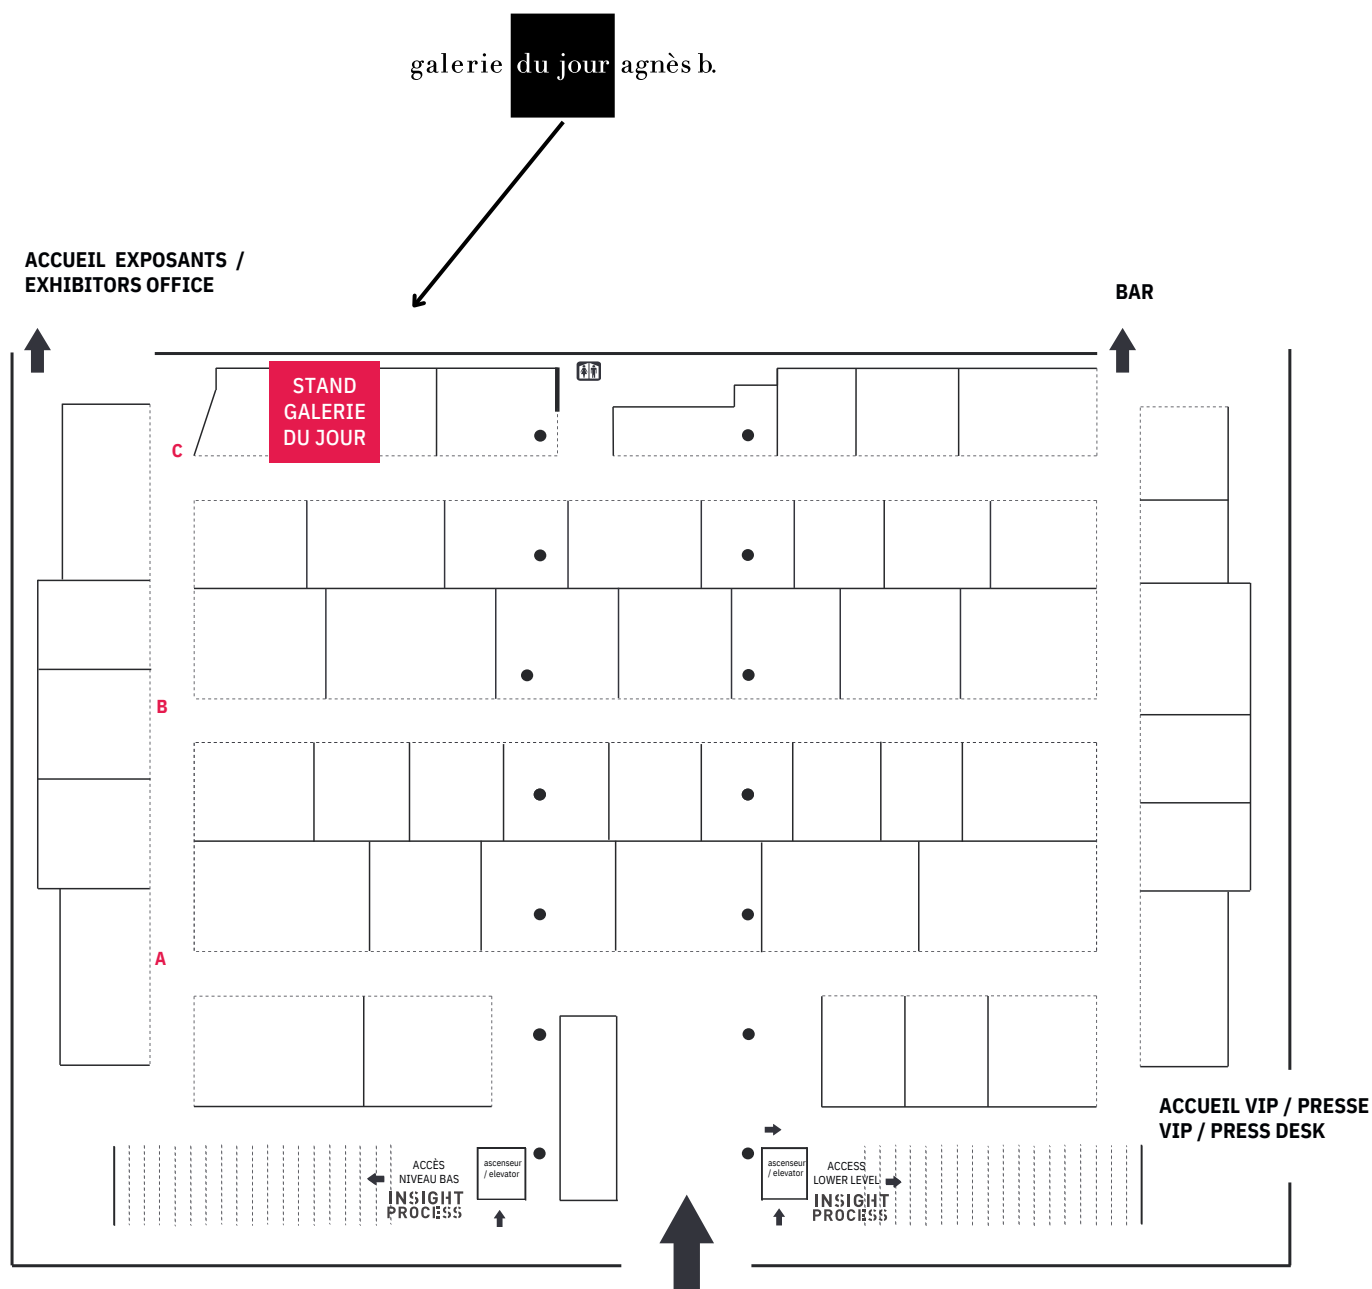 galerie du jour agnès b.
ACCUEIL EXPOSANTS /
EXHIBITORS OFFICE
BAR
STAND
GALERIE
DU JOUR
C
B
A
ACCUEIL VIP / PRESSE
VIP / PRESS DESK
ACCÈS
NIVEAU BAS
INSIGHT
PROCESS
ascenseur
/ elevator
ascenseur
/ elevator
ACCESS
LOWER LEVEL
INSIGHT
PROCESS